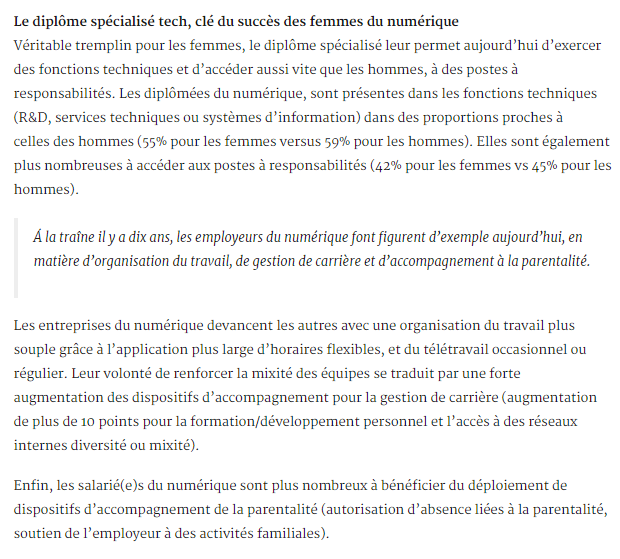 Le diplôme spécialisé tech, clé du succès des femmes du numérique
Véritable tremplin pour les femmes, le diplôme spécialisé leur permet aujourd’hui d’exercer
des fonctions techniques et d’accéder aussi vite que les hommes, à des postes à
responsabilités. Les diplômées du numérique, sont présentes dans les fonctions techniques
(R&D, services techniques ou systèmes d’information) dans des proportions proches à
celles des hommes (55% pour les femmes versus 59% pour les hommes). Elles sont également
plus nombreuses à accéder aux postes à responsabilités (42% pour les femmes vs 45% pour les
hommes).
Á la traîne il y a dix ans, les employeurs du numérique font figurent d’exemple aujourd’hui, en
matière d’organisation du travail, de gestion de carrière et d’accompagnement à la parentalité.
Les entreprises du numérique devancent les autres avec une organisation du travail plus
souple grâce à l’application plus large d’horaires flexibles, et du télétravail occasionnel ou
régulier. Leur volonté de renforcer la mixité des équipes se traduit par une forte
augmentation des dispositifs d’accompagnement pour la gestion de carrière (augmentation
de plus de 10 points pour la formation/développement personnel et l’accès à des réseaux
internes diversité ou mixité).
Enfin, les salarié(e)s du numérique sont plus nombreux à bénéficier du déploiement de
dispositifs d’accompagnement de la parentalité (autorisation d’absence liées à la parentalité,
soutien de l’employeur à des activités familiales).